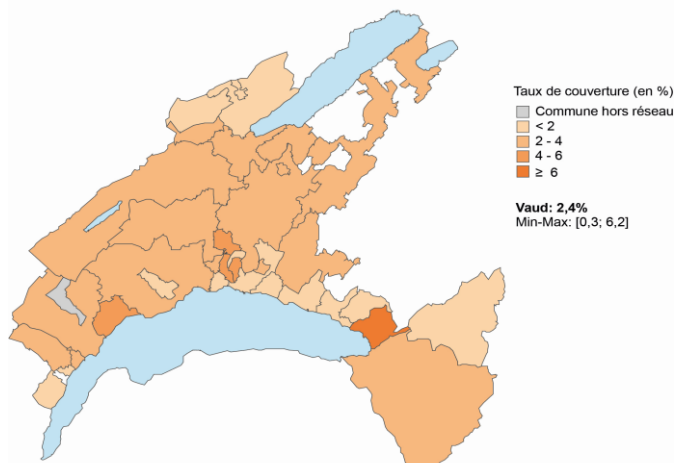 Taux de couverture (en %)
Commune hors réseau
< 2
2 - 4
4 - 6
≥ 6
Vaud: 2,4%
Min-Max: [0,3; 6,2]